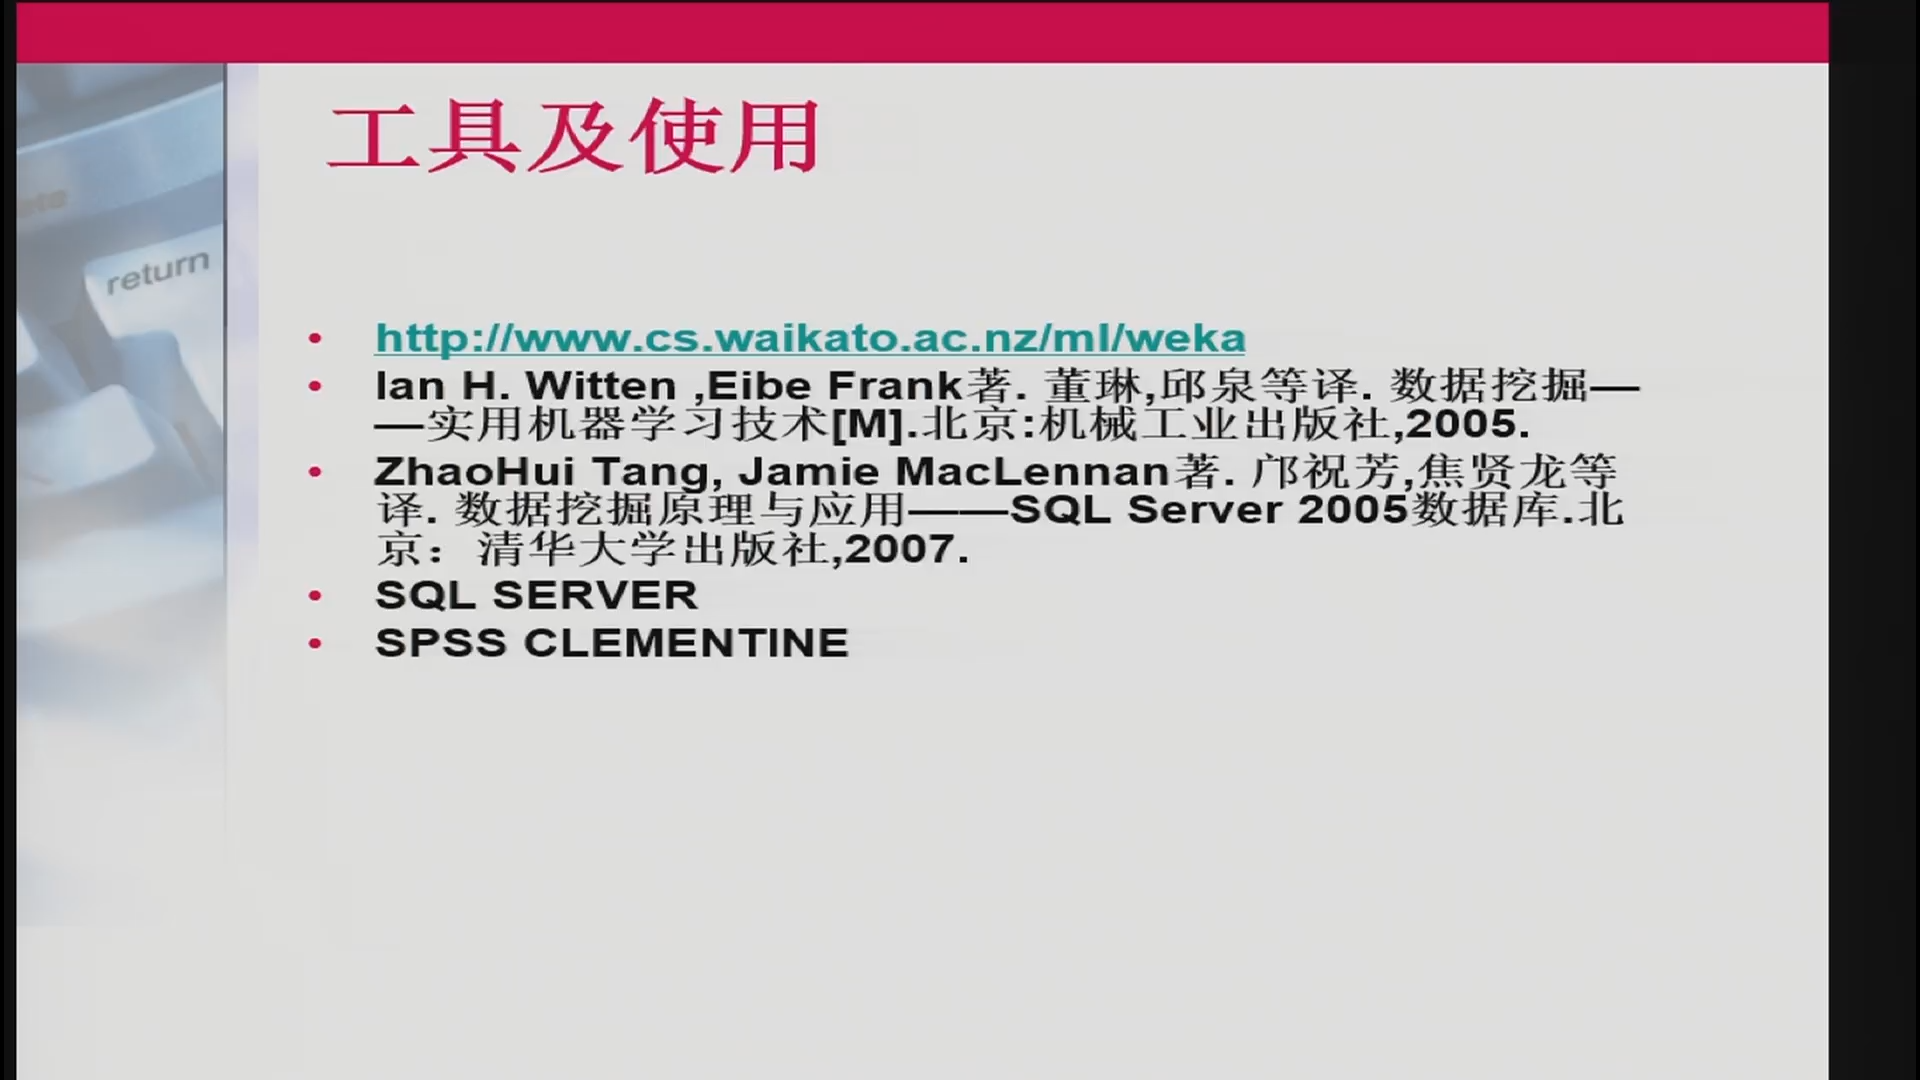 工具及使用
return
http://www.cs.waikato.ac.nz/ml/weka
Ian H. Witten ,Eibe Frank著. 董琳,邱泉等译. 数据挖掘—
—实用机器学习技术[M].北京:机械工业出版社,2005.
ZhaoHui Tang, Jamie MacLennan著. 邝祝芳,焦贤龙等
译. 数据挖掘原理与应用——SQL Server 2005数据库.北
京：清华大学出版社,2007.
SQL SERVER
SPSS CLEMENTINE